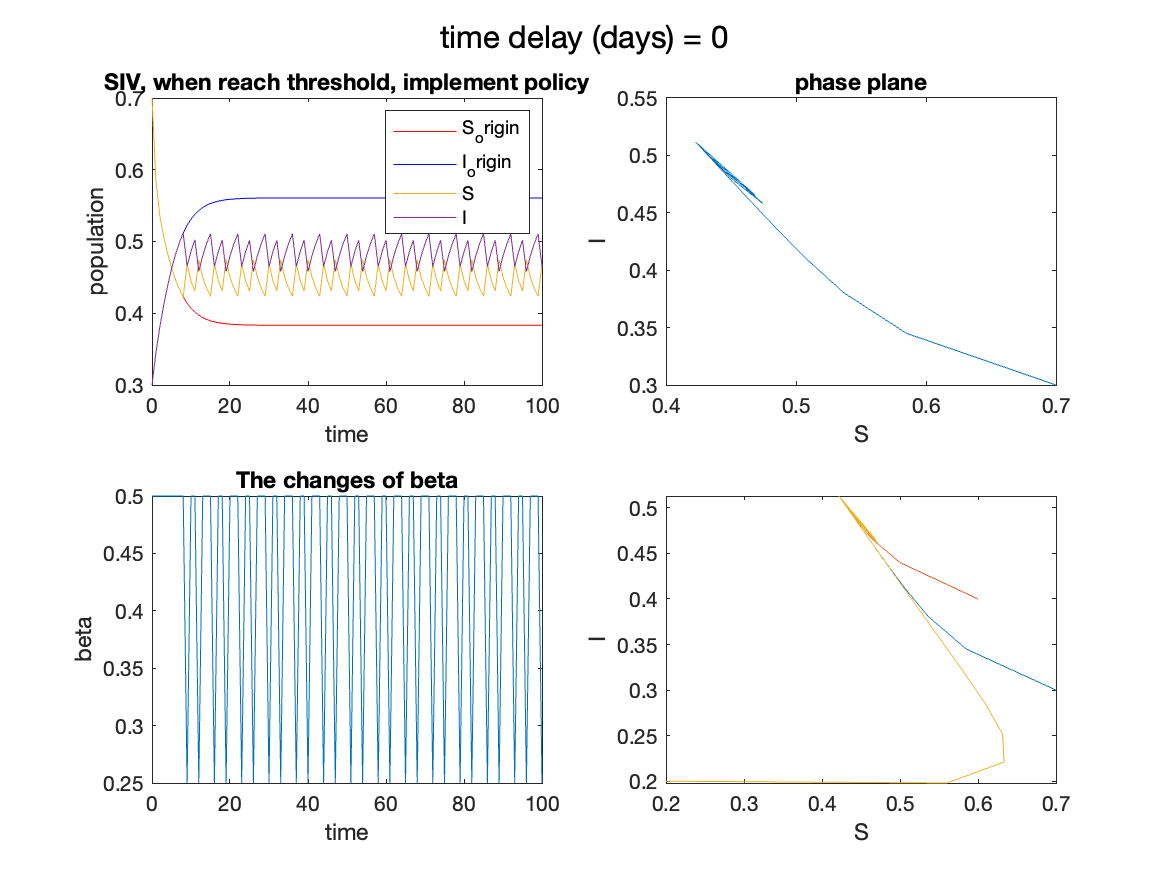 time delay (days) = 0
SIV, when reach threshold, implement policy
0.7
0.6
0.5
0.4
0.3
population
0 20 40 60 80 100
time
S_origin
I_origin
S
I
phase plane
0.55
0.5
0.45
0.4
0.35
0.3
I
0.4 0.5 0.6 0.7
S
The changes of beta
0.5
0.45
0.4
0.35
0.3
0.25
beta
0 20 40 60 80 100
time
0.5
0.45
0.4
0.35
0.3
0.25
0.2
I
0.2 0.3 0.4 0.5 0.6 0.7
S